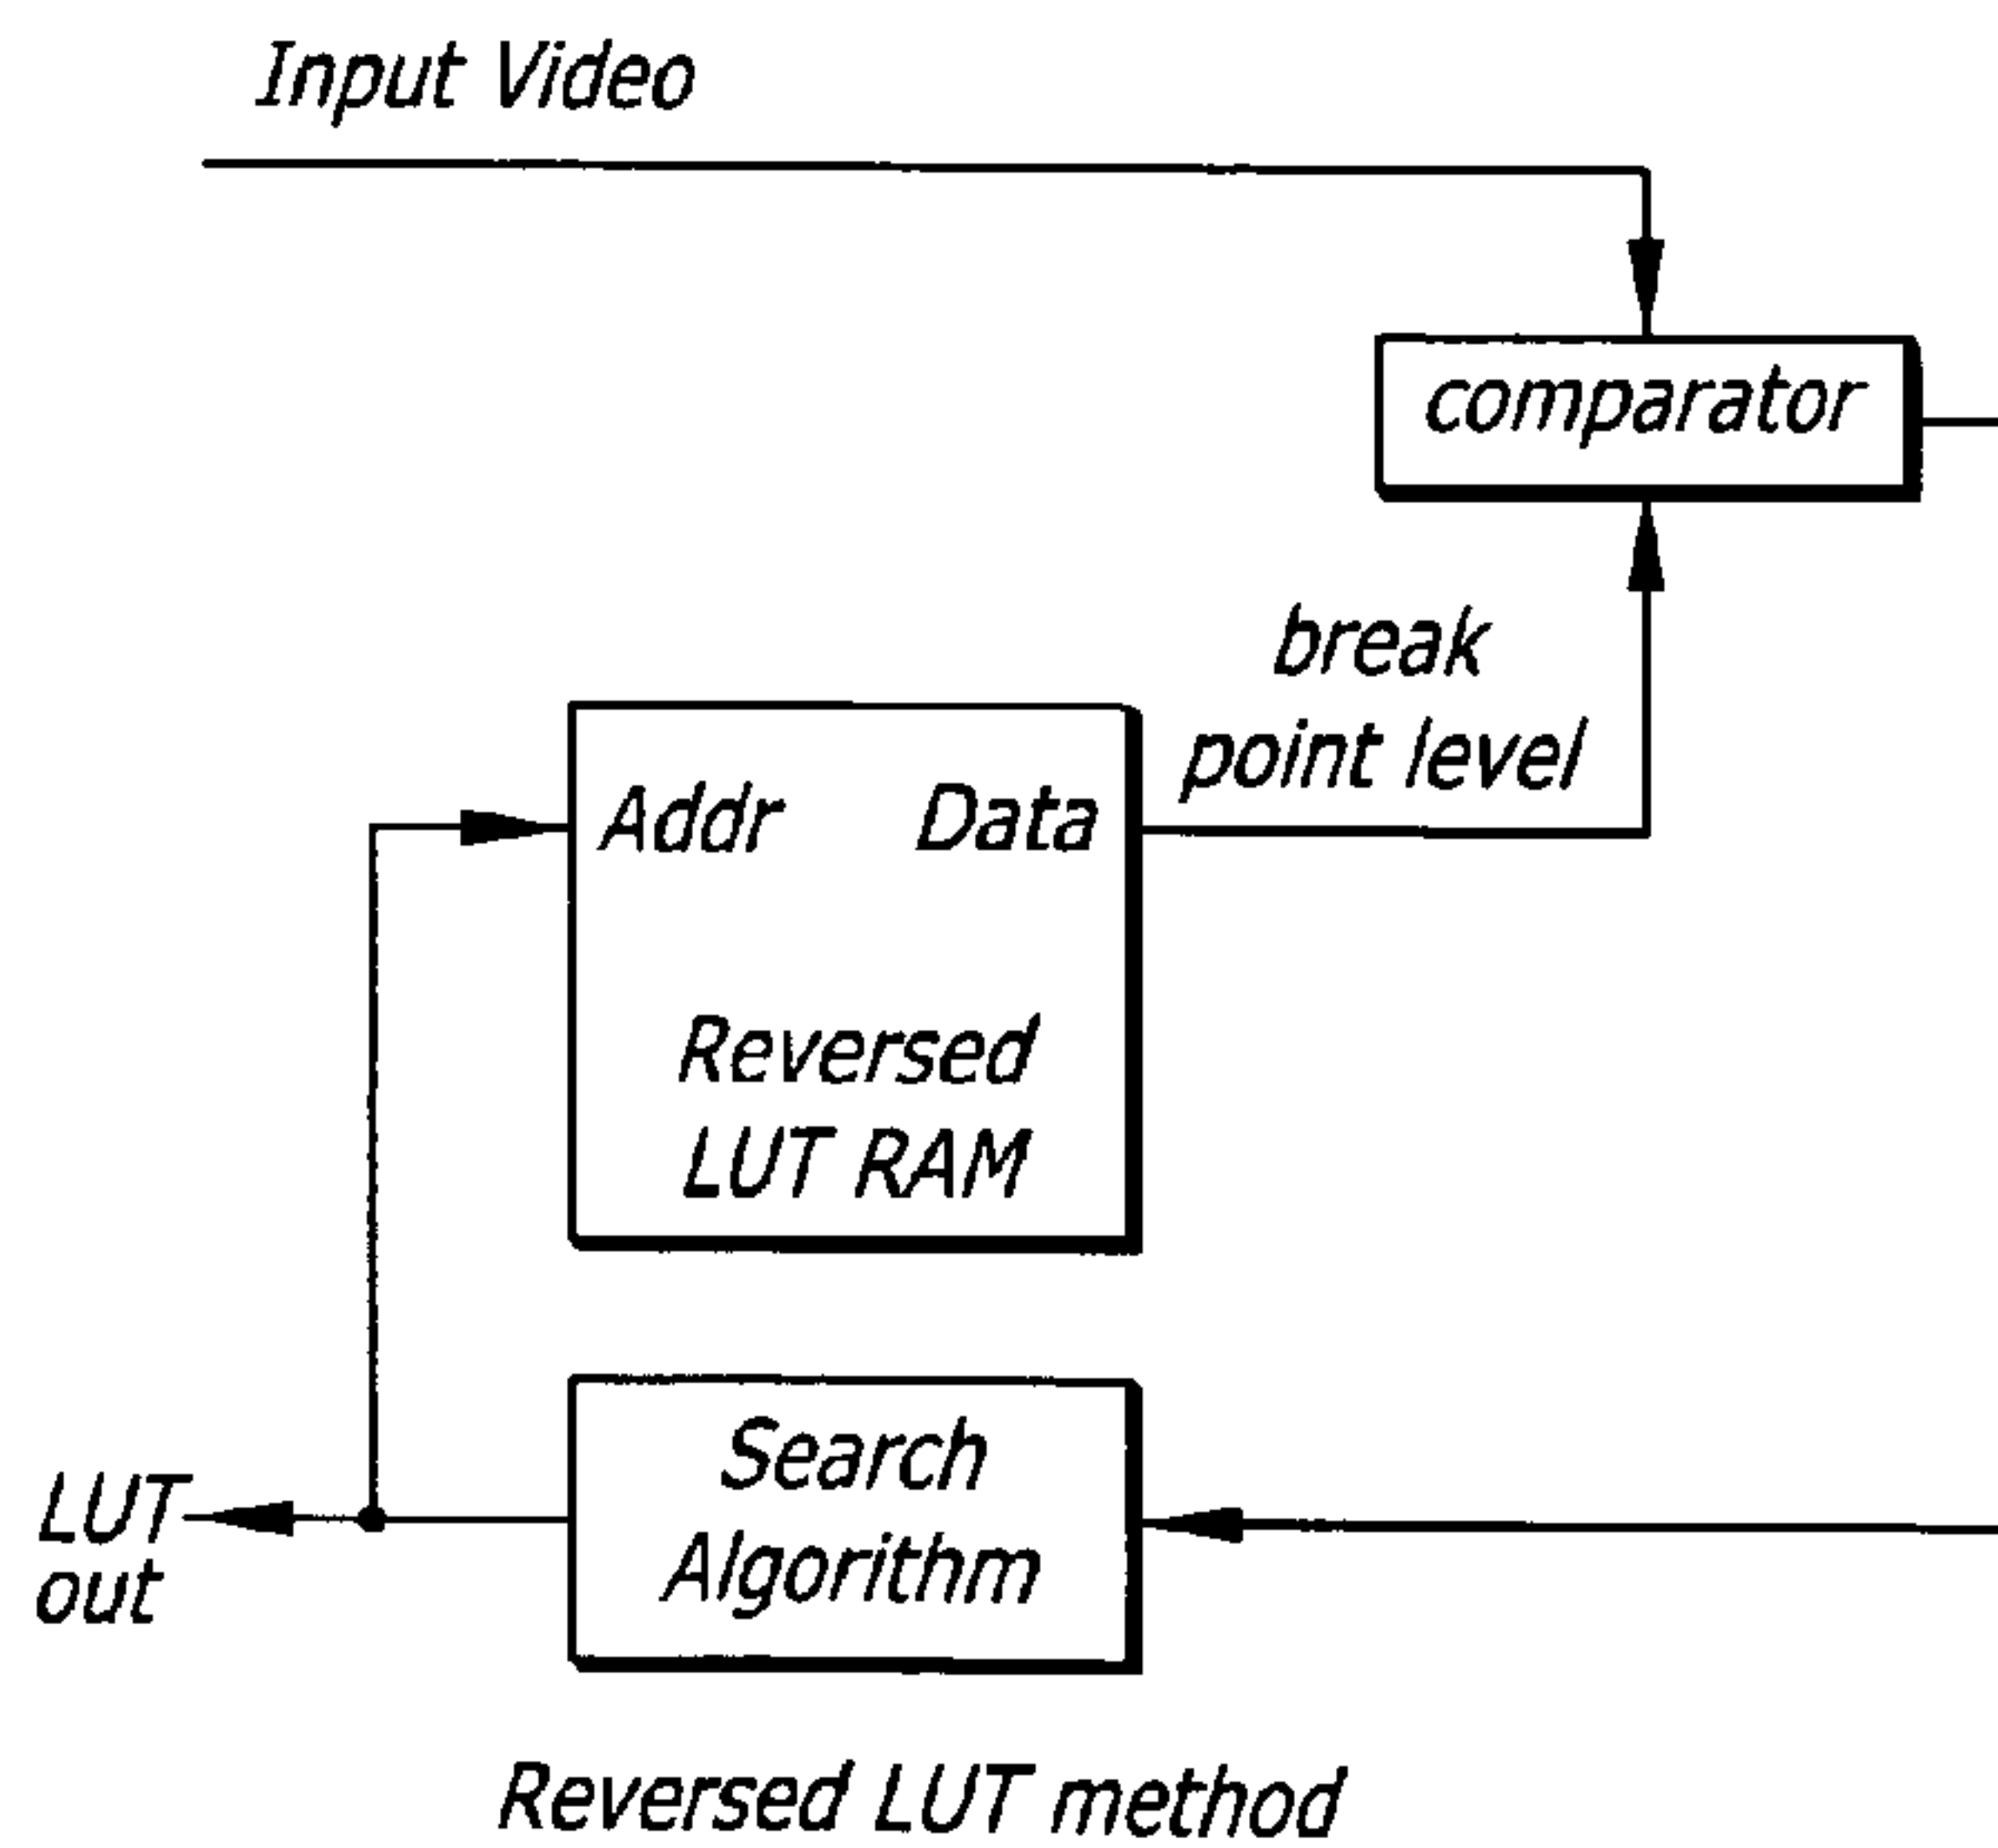 Input Video
comparator
break
point level
Addr Data
Reversed
LUT RAM
Search
Algorithm
LUT
out
Reversed LUT method